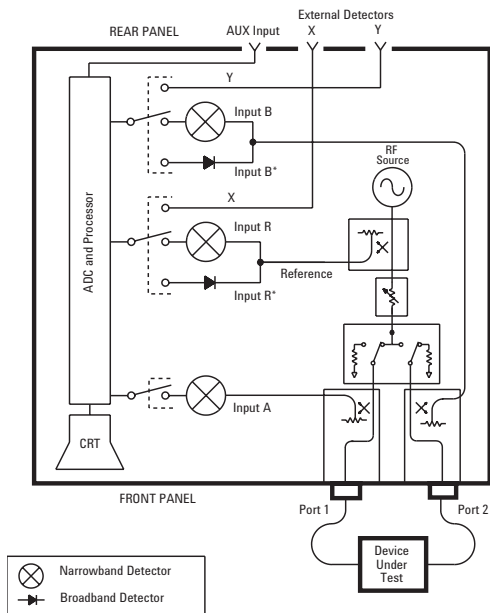 External Detectors
REAR PANEL
AUX Input
X
Y
Y
Input B
Input B*
RF
Source
X
Input R
Reference
Input R*
ADC and Processor
Input A
CRT
FRONT PANEL
Port 1
Port 2
Device
Under
Test
Narrowband Detector
Broadband Detector